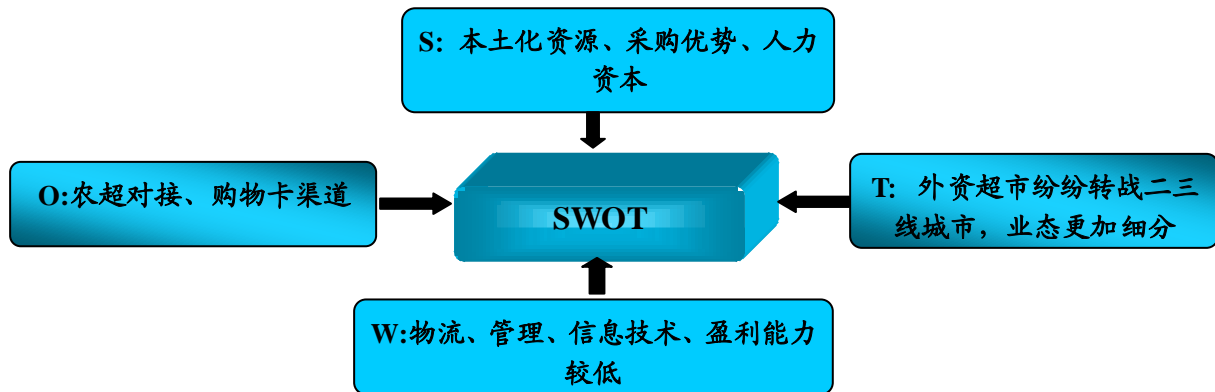 S: 本土化资源、采购优势、人力
资本
O:农超对接、购物卡渠道
SWOT
T: 外资超市纷纷转战二三
线城市，业态更加细分
W:物流、管理、信息技术、盈利能力
较低